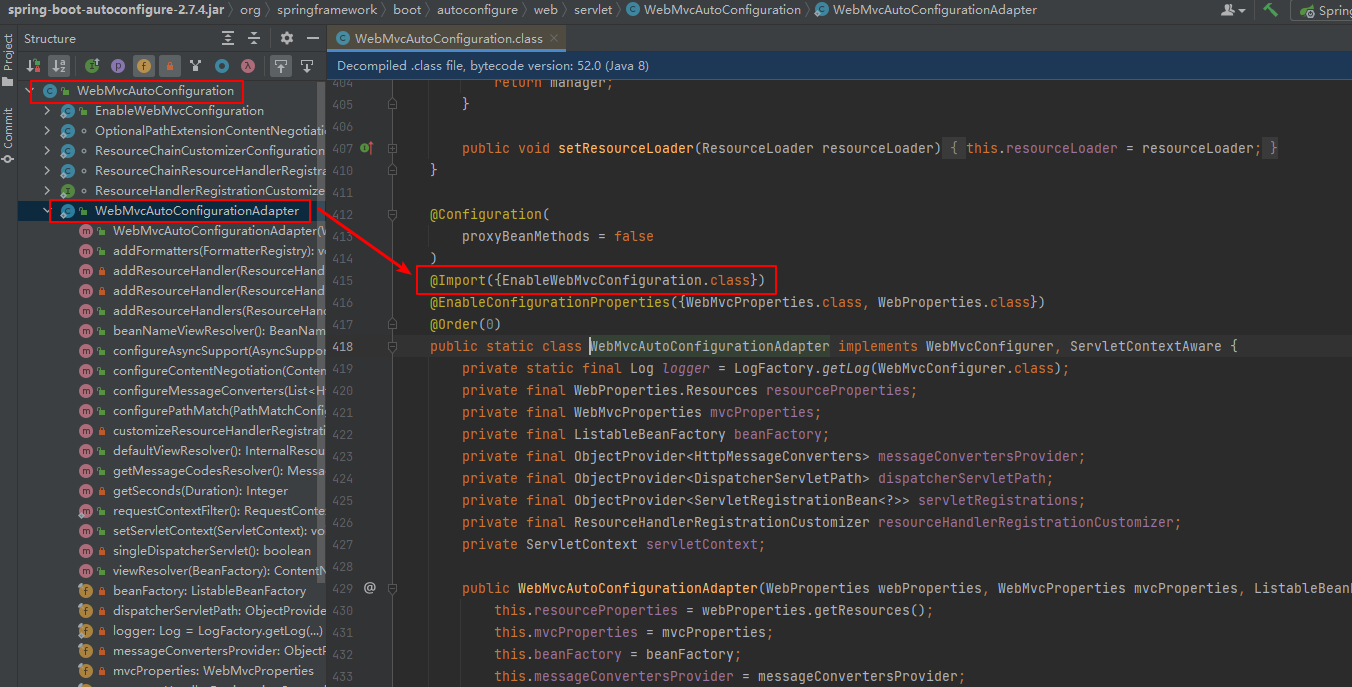 spring-boot-autoconfigure-2.7.4.jar org springframework boot autoconfigure web servlet WebMvcAutoConfiguration WebMvcAutoConfigurationAdapter Spring
Project
Commit
Structure
WebMvcAutoConfiguration
EnableWebMvcConfiguration
OptionalPathExtensionContentNegotiati
ResourceChainCustomizerConfiguration
ResourceChainResourceHandlerRegistra
ResourceHandlerRegistrationCustomize
WebMvcAutoConfigurationAdapter
WebMvcAutoConfigurationAdapter(W
addFormatters(FormatterRegistry): vo
addResourceHandler(ResourceHand
addResourceHandler(ResourceHand
addResourceHandlers(ResourceHand
beanNameViewResolver(): BeanNam
configureAsyncSupport(AsyncSuppor
configureContentNegotiation(Conten
configureMessageConverters(List<H
configurePathMatch(PathMatchConfi
customizeResourceHandlerRegistrati
defaultViewResolver(): InternalResou
getMessageCodesResolver(): Messa
getSeconds(Duration): Integer
requestContextFilter(): RequestConte
setServletContext(ServletContext): vo
singleDispatcherServlet(): boolean
viewResolver(BeanFactory): ContentN
beanFactory: ListableBeanFactory
dispatcherServletPath: ObjectProvide
logger: Log = LogFactory.getLog(...)
messageConvertersProvider: ObjectP
mvcProperties: WebMvcProperties
WebMvcAutoConfiguration.class
Decompiled .class file, bytecode version: 52.0 (Java 8)
404 return manager;
405 }
406
407 public void setResourceLoader(ResourceLoader resourceLoader) { this.resourceLoader = resourceLoader; }
410 }
411
412 @Configuration(
413 proxyBeanMethods = false
414 )
415 @Import({EnableWebMvcConfiguration.class})
416 @EnableConfigurationProperties({WebMvcProperties.class, WebProperties.class})
417 @Order(0)
418 public static class WebMvcAutoConfigurationAdapter implements WebMvcConfigurer, ServletContextAware {
419 private static final Log logger = LogFactory.getLog(WebMvcConfigurer.class);
420 private final WebProperties.Resources resourceProperties;
421 private final WebMvcProperties mvcProperties;
422 private final ListableBeanFactory beanFactory;
423 private final ObjectProvider<HttpMessageConverters> messageConvertersProvider;
424 private final ObjectProvider<DispatcherServletPath> dispatcherServletPath;
425 private final ObjectProvider<ServletRegistrationBean<?>> servletRegistrations;
426 private final ResourceHandlerRegistrationCustomizer resourceHandlerRegistrationCustomizer;
427 private ServletContext servletContext;
428
429 @ public WebMvcAutoConfigurationAdapter(WebProperties webProperties, WebMvcProperties mvcProperties, ListableBean
430 this.resourceProperties = webProperties.getResources();
431 this.mvcProperties = mvcProperties;
432 this.beanFactory = beanFactory;
433 this.messageConvertersProvider = messageConvertersProvider;